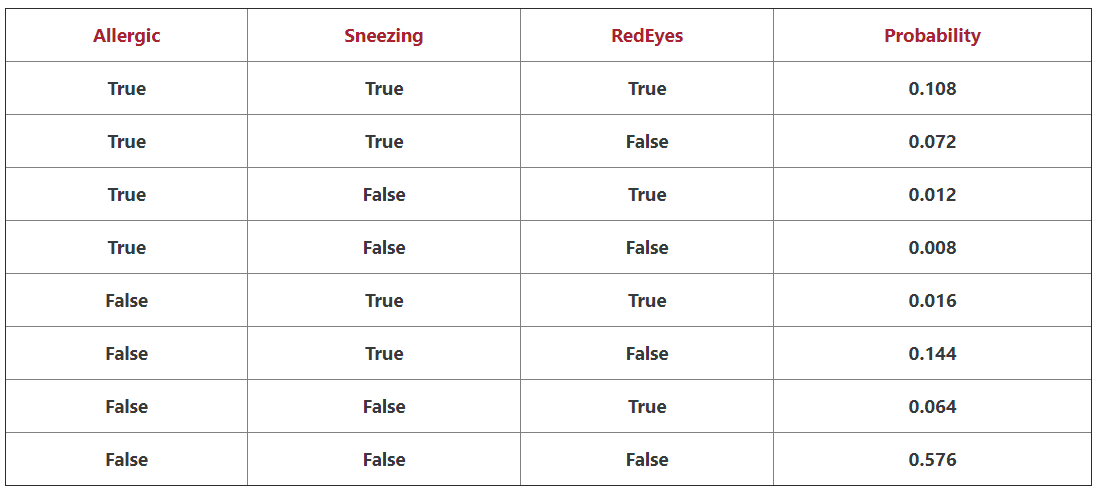 Allergic Sneezing RedEyes Probability
True True True 0.108
True True False 0.072
True False True 0.012
True False False 0.008
False True True 0.016
False True False 0.144
False False True 0.064
False False False 0.576